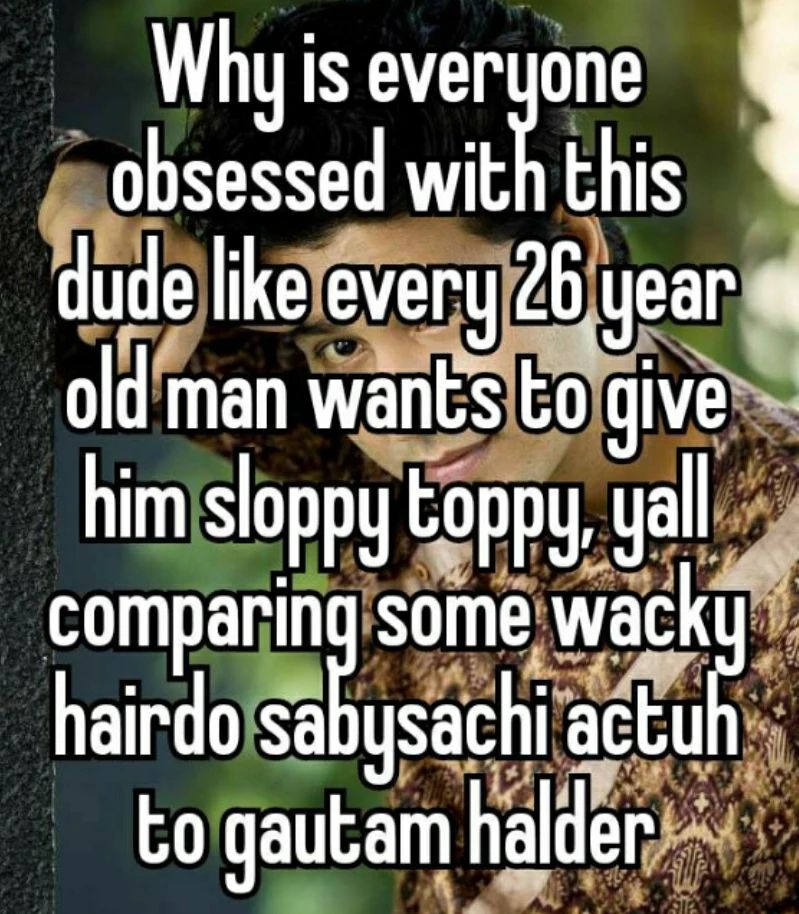 Why is everyone
obsessed with this
dude like every 26 year
old man wants to give
him sloppy toppy, yall
comparing some wacky
hairdo sabysachi actuh
to gautam halder